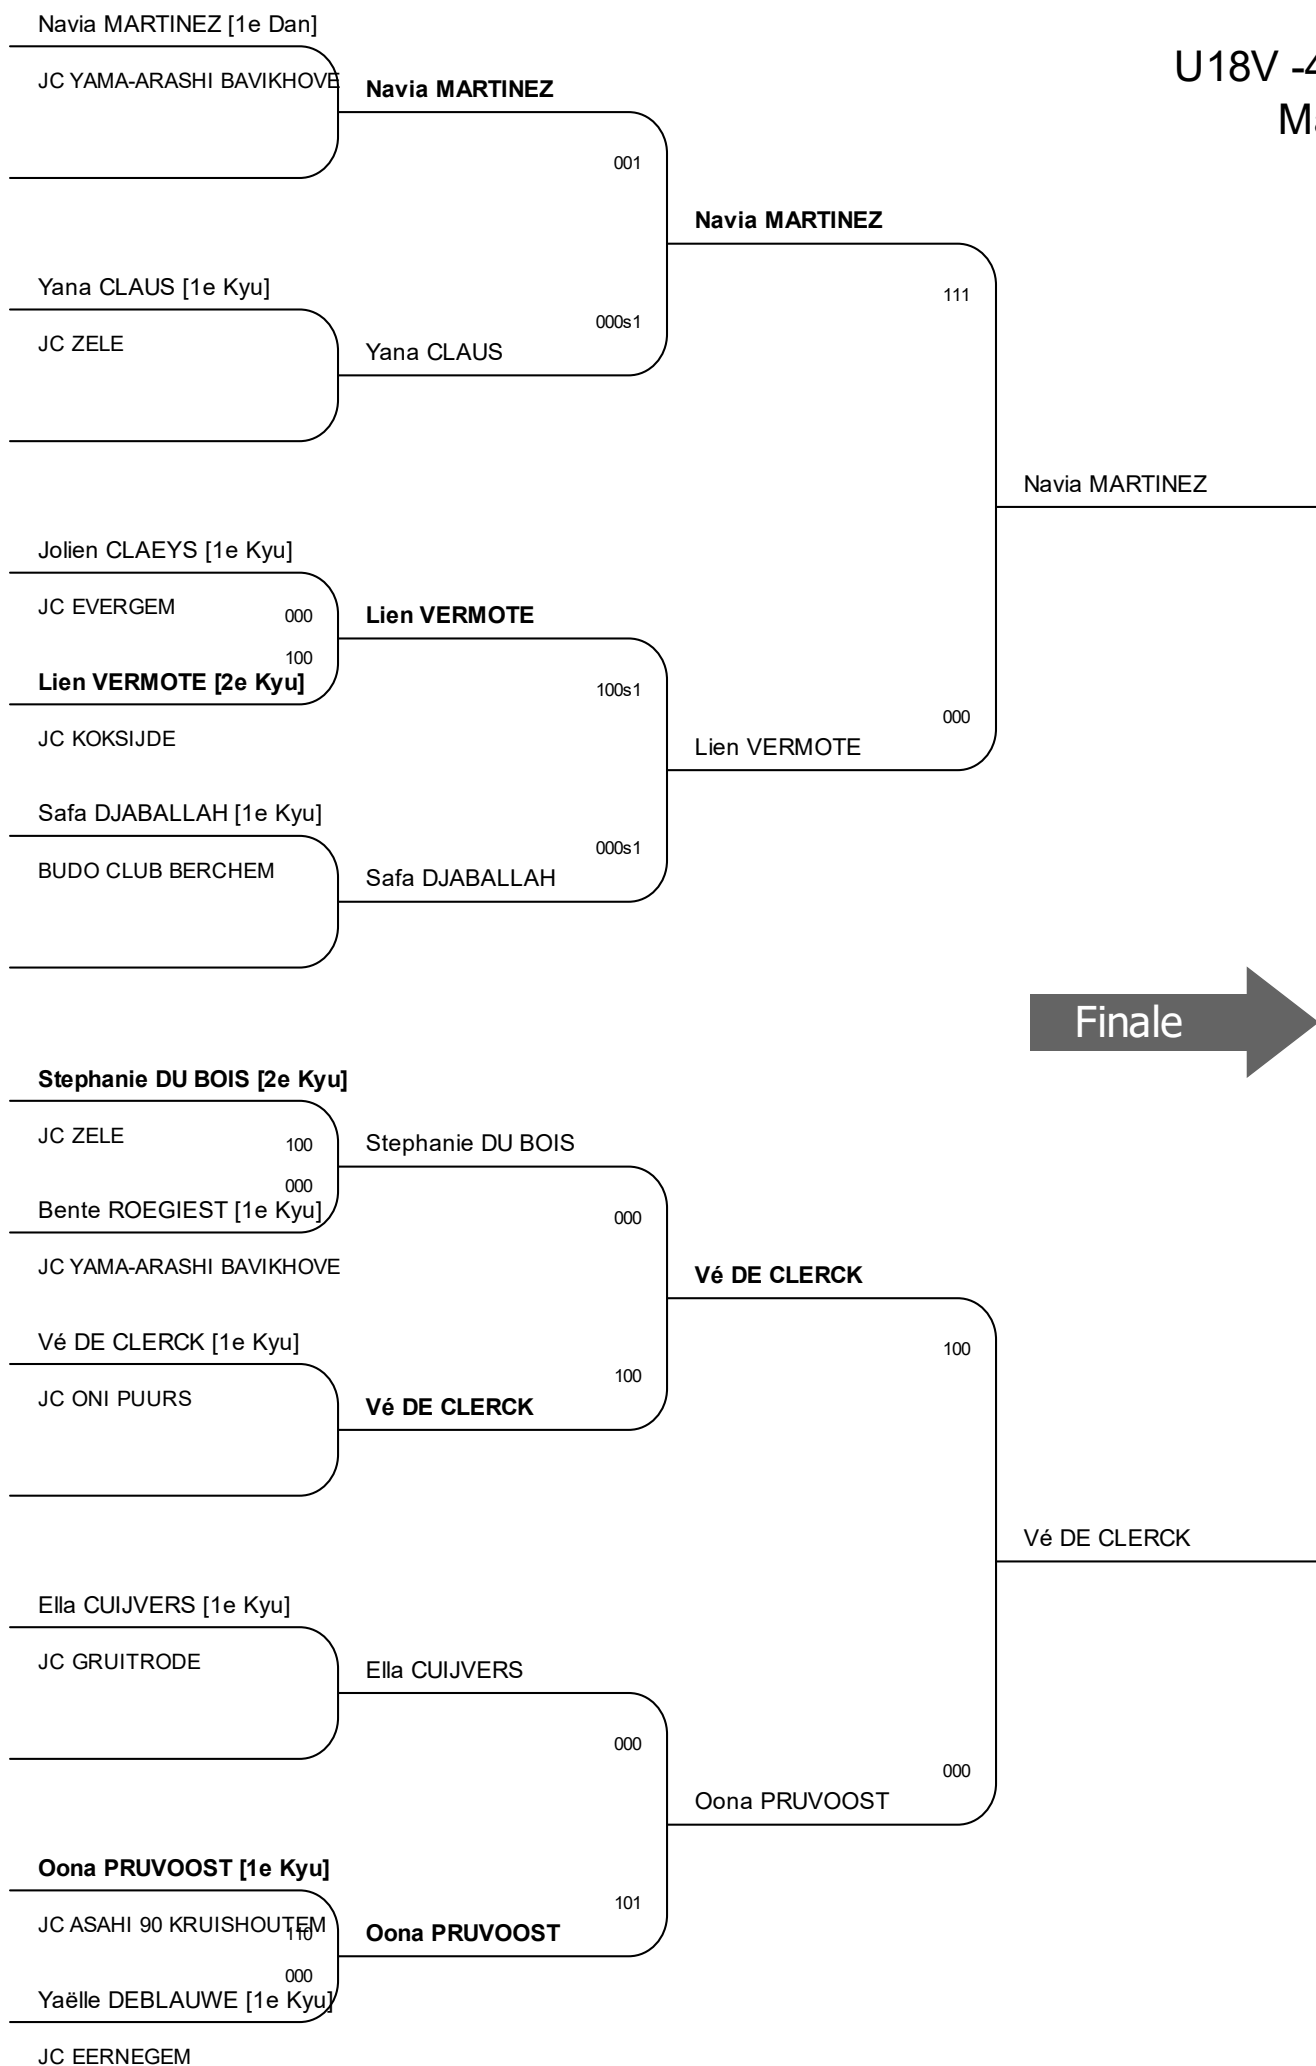 Navia MARTINEZ [1e Dan]
JC YAMA-ARASHI BAVIKHOVE
Navia MARTINEZ
U18V -4
Ma
001
Navia MARTINEZ
Yana CLAUS [1e Kyu]
111
000s1
JC ZELE
Yana CLAUS
Navia MARTINEZ
Jolien CLAEYS [1e Kyu]
JC EVERGEM
000
Lien VERMOTE
100
Lien VERMOTE [2e Kyu]
100s1
000
JC KOKSIJDE
Lien VERMOTE
Safa DJABALLAH [1e Kyu]
000s1
BUDO CLUB BERCHEM
Safa DJABALLAH
Finale
Stephanie DU BOIS [2e Kyu]
JC ZELE
100
Stephanie DU BOIS
000
Bente ROEGIEST [1e Kyu]
000
JC YAMA-ARASHI BAVIKHOVE
Vé DE CLERCK
Vé DE CLERCK [1e Kyu]
100
100
JC ONI PUURS
Vé DE CLERCK
Vé DE CLERCK
Ella CUIJVERS [1e Kyu]
JC GRUITRODE
Ella CUIJVERS
000
000
Oona PRUVOOST
Oona PRUVOOST [1e Kyu]
101
JC ASAHI 90 KRUISHOUTEM
110
Oona PRUVOOST
000
Yaëlle DEBLAUWE [1e Kyu]
JC EERNEGEM